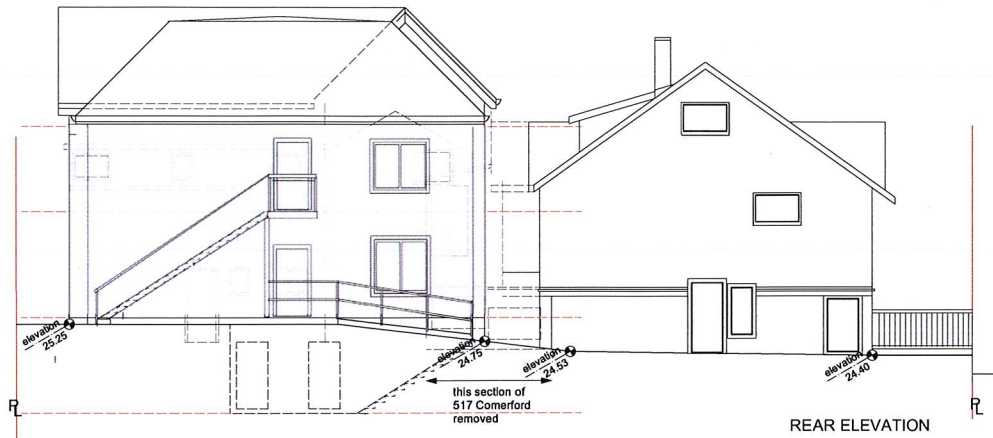 elevation
25.25
elevation
24.75
elevation
24.53
elevation
24.40
this section of
517 Comerford
removed
PL
PL
REAR ELEVATION